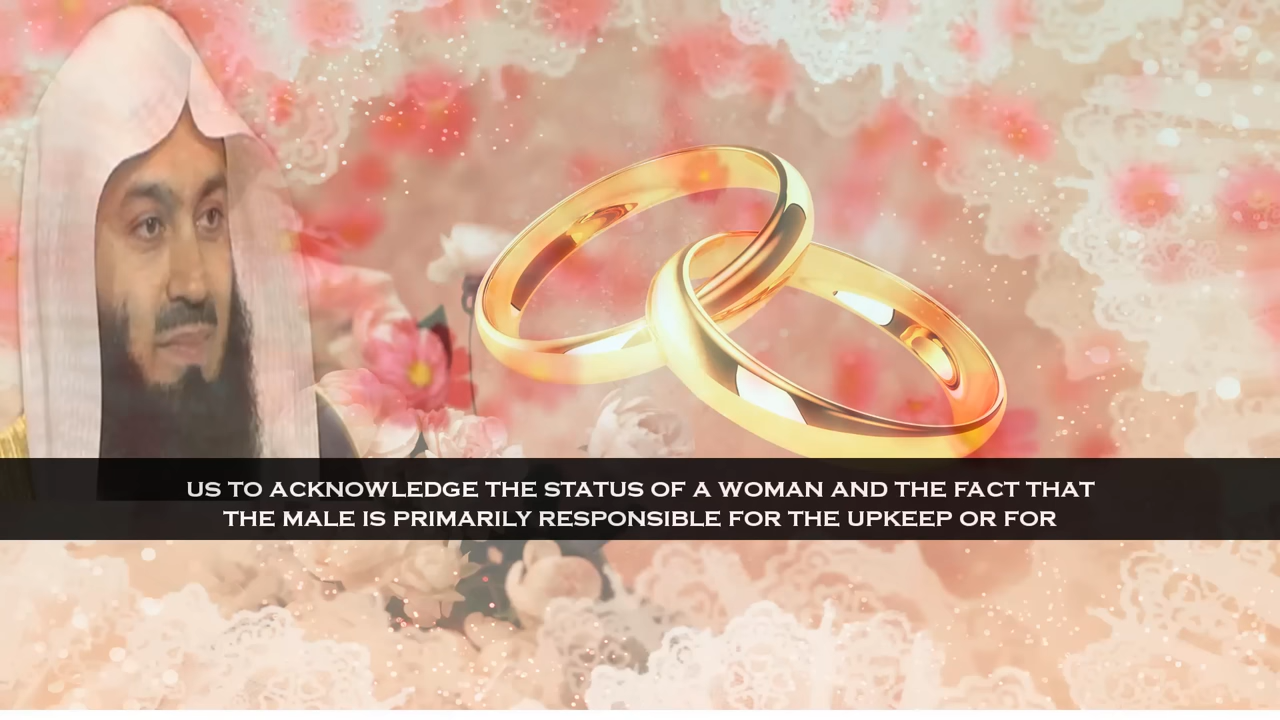 US TO ACKNOWLEDGE THE STATUS OF A WOMAN AND THE FACT THAT
THE MALE IS PRIMARILY RESPONSIBLE FOR THE UPKEEP OR FOR